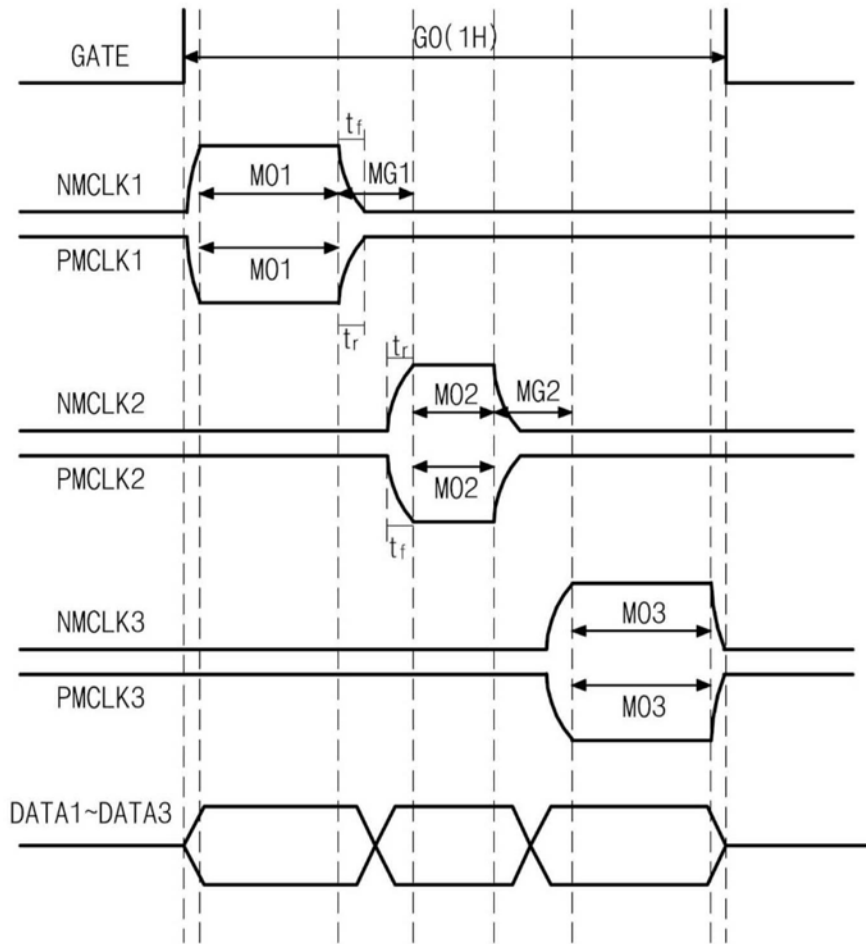 GO(1H)
GATE
tf
NMCLK1
MO1
MG1
PMCLK1
MO1
tr
tr
NMCLK2
MO2
MG2
PMCLK2
MO2
tf
NMCLK3
MO3
PMCLK3
MO3
DATA1~DATA3